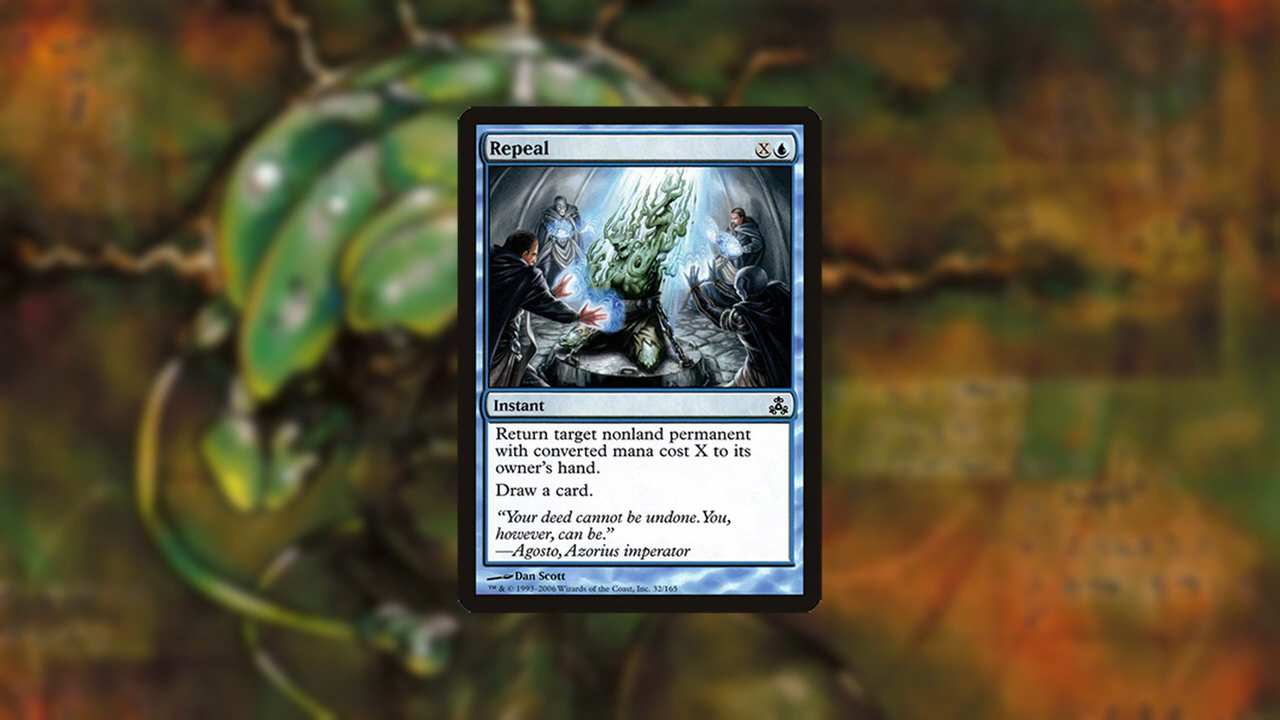 Repeal
X
Instant
Return target nonland permanent
with converted mana cost X to its
owner's hand.
Draw a card.
“Your deed cannot be undone. You,
however, can be.”
—Agosto, Azorius imperator
Dan Scott
™ & © 1993–2006 Wizards of the Coast, Inc. 32/165